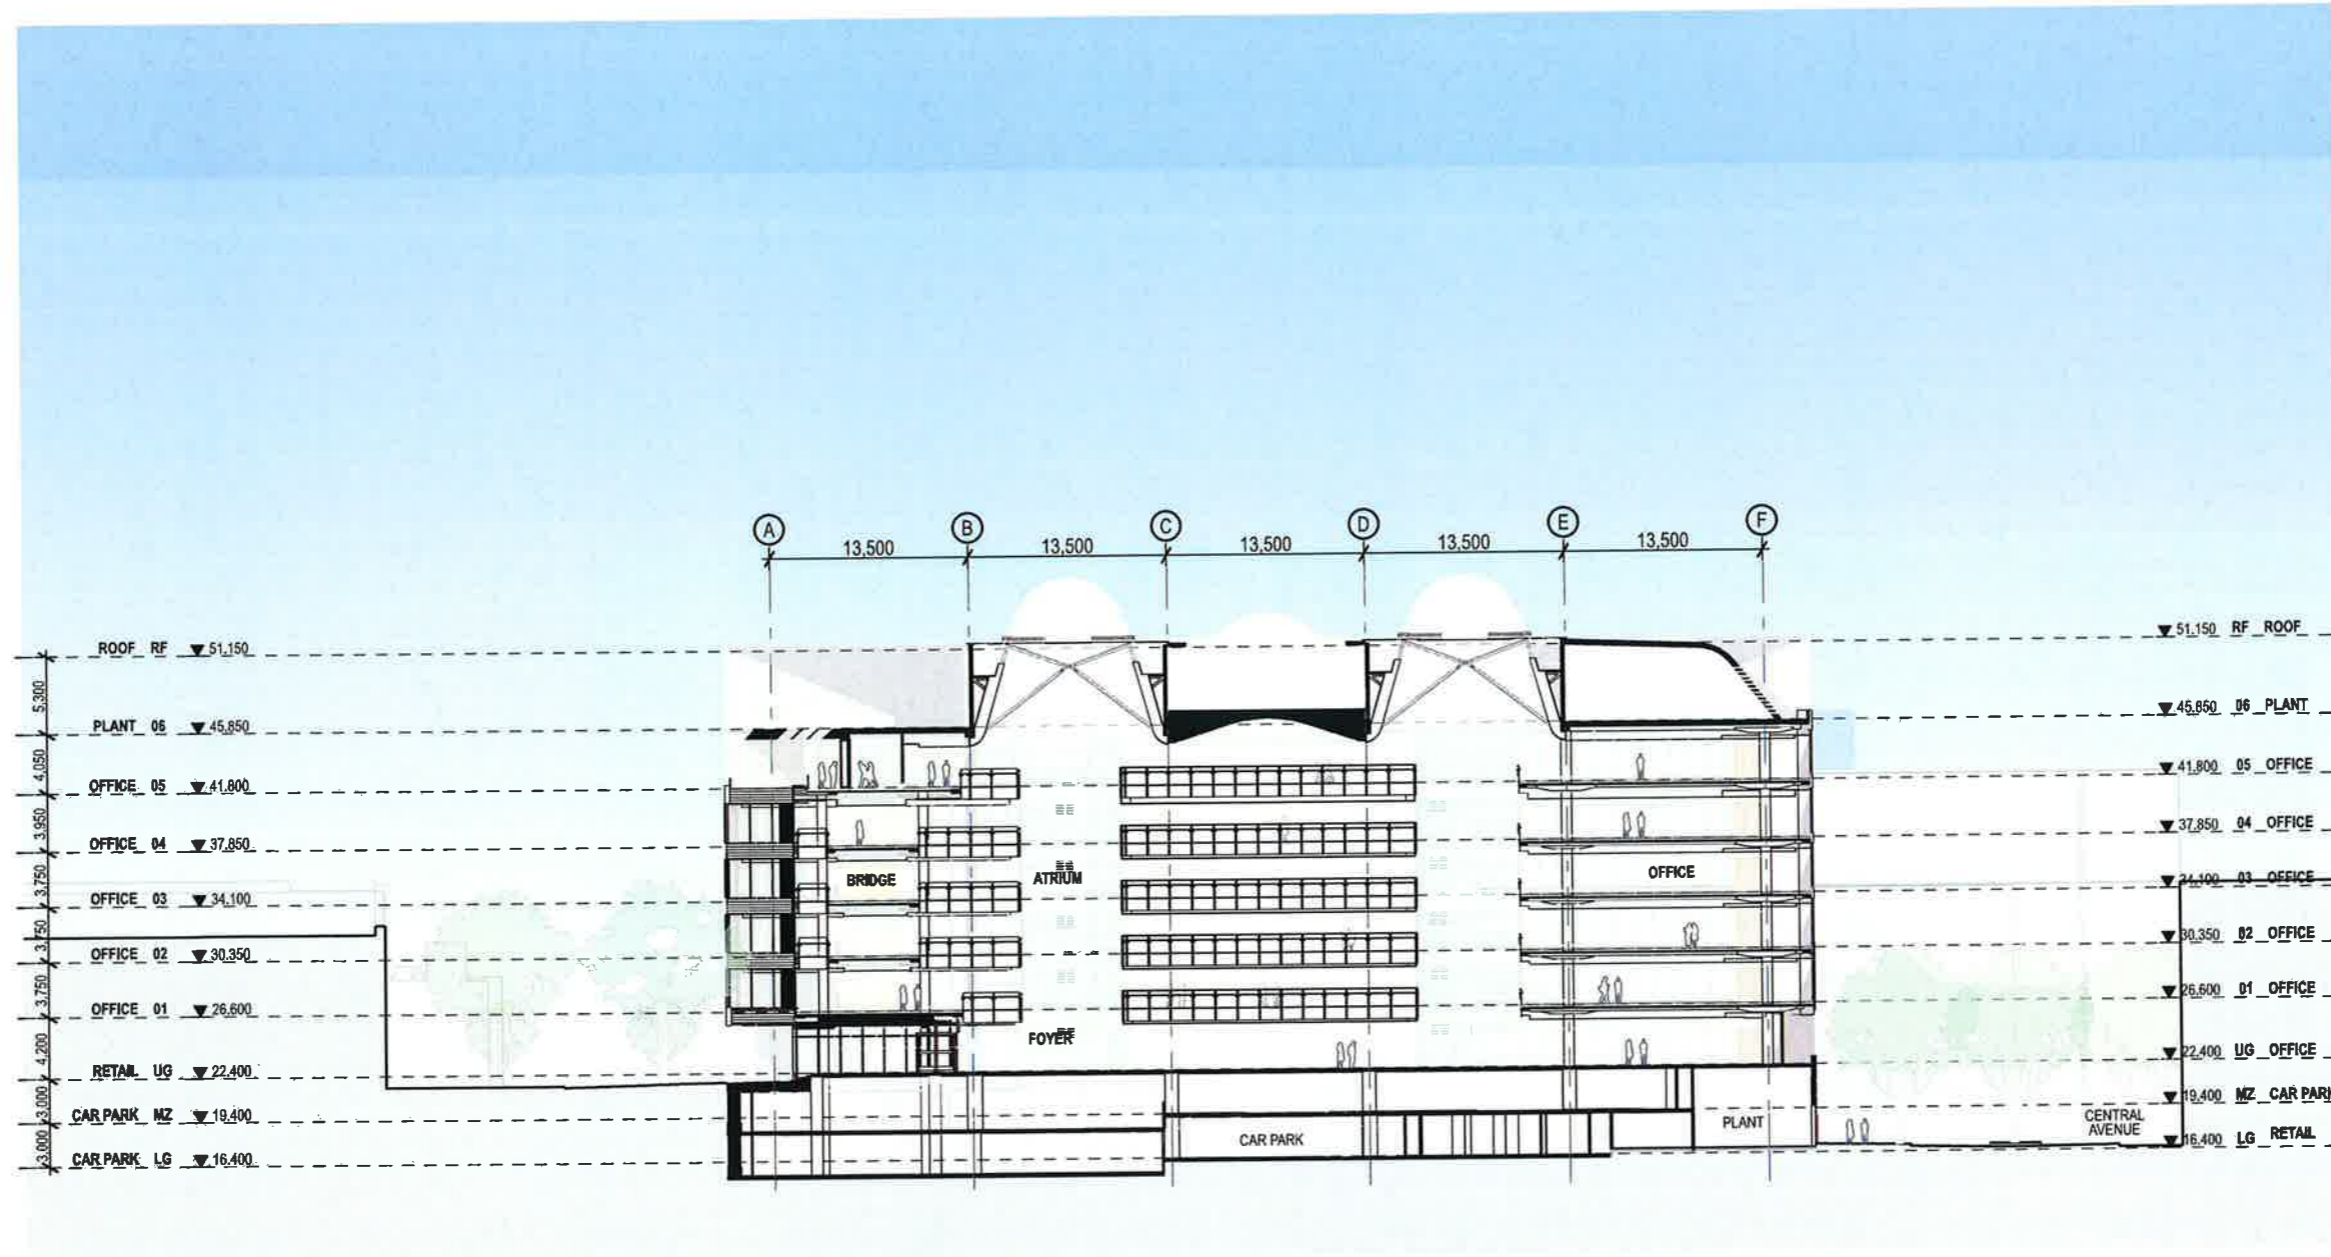 A B C D E F
13,500 13,500 13,500 13,500 13,500
ROOF RF 51,150
5,300
PLANT 06 45,850
4,050
OFFICE 05 41,800
3,950
OFFICE 04 37,850
3,750
OFFICE 03 34,100
3,750
OFFICE 02 30,350
3,750
OFFICE 01 26,600
4,200
RETAIL UG 22,400
3,000
CAR PARK MZ 19,400
3,000
CAR PARK LG 16,400
BRIDGE
ATRIUM
OFFICE
FOYER
CAR PARK
PLANT
CENTRAL
AVENUE
51,150 RF ROOF
45,850 06 PLANT
41,800 05 OFFICE
37,850 04 OFFICE
34,100 03 OFFICE
30,350 02 OFFICE
26,600 01 OFFICE
22,400 UG OFFICE
19,400 MZ CAR PARK
16,400 LG RETAIL